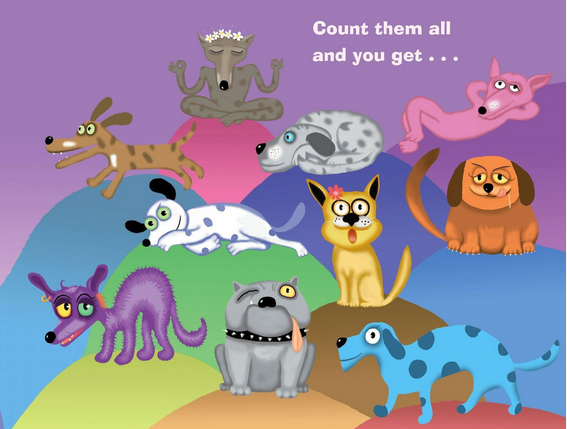 Count them all
and you get . . .